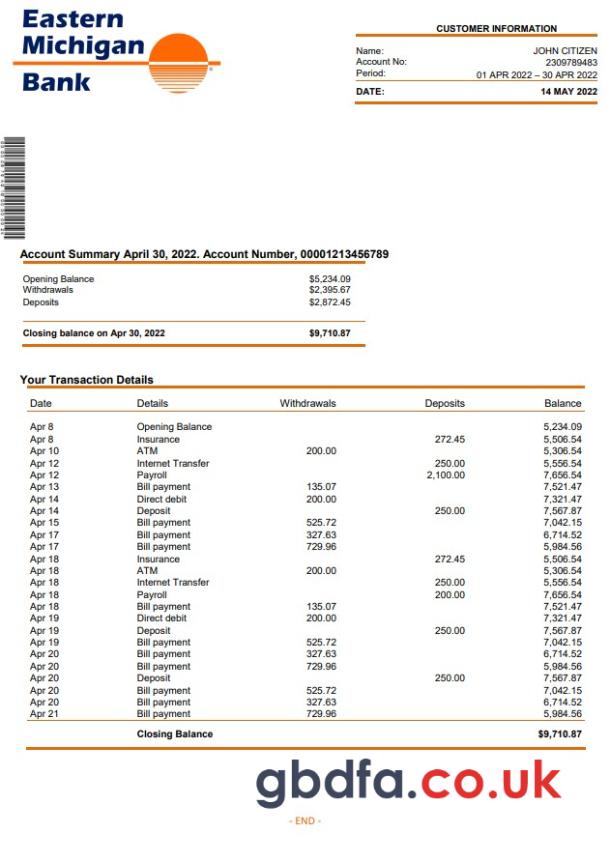 Eastern
Michigan
Bank
CUSTOMER INFORMATION
Name: JOHN CITIZEN
Account No: 2309789483
Period: 01 APR 2022 – 30 APR 2022
DATE: 14 MAY 2022
Account Summary April 30, 2022. Account Number, 00001213456789
Opening Balance $5,234.09
Withdrawals $2,395.67
Deposits $2,872.45
Closing balance on Apr 30, 2022 $9,710.87
Your Transaction Details
Date Details Withdrawals Deposits Balance
Apr 8 Opening Balance 5,234.09
Apr 8 Insurance 272.45 5,506.54
Apr 10 ATM 200.00 5,306.54
Apr 12 Internet Transfer 250.00 5,556.54
Apr 12 Payroll 2,100.00 7,656.54
Apr 13 Bill payment 135.07 7,521.47
Apr 14 Direct debit 200.00 7,321.47
Apr 14 Deposit 250.00 7,567.87
Apr 15 Bill payment 525.72 7,042.15
Apr 17 Bill payment 327.63 6,714.52
Apr 17 Bill payment 729.96 5,984.56
Apr 18 Insurance 272.45 5,506.54
Apr 18 ATM 200.00 5,306.54
Apr 18 Internet Transfer 250.00 5,556.54
Apr 18 Payroll 200.00 7,656.54
Apr 18 Bill payment 135.07 7,521.47
Apr 19 Direct debit 200.00 7,321.47
Apr 19 Deposit 250.00 7,567.87
Apr 19 Bill payment 525.72 7,042.15
Apr 20 Bill payment 327.63 6,714.52
Apr 20 Bill payment 729.96 5,984.56
Apr 20 Deposit 250.00 7,567.87
Apr 20 Bill payment 525.72 7,042.15
Apr 20 Bill payment 327.63 6,714.52
Apr 21 Bill payment 729.96 5,984.56
Closing Balance $9,710.87
gbdfa.co.uk
- END -